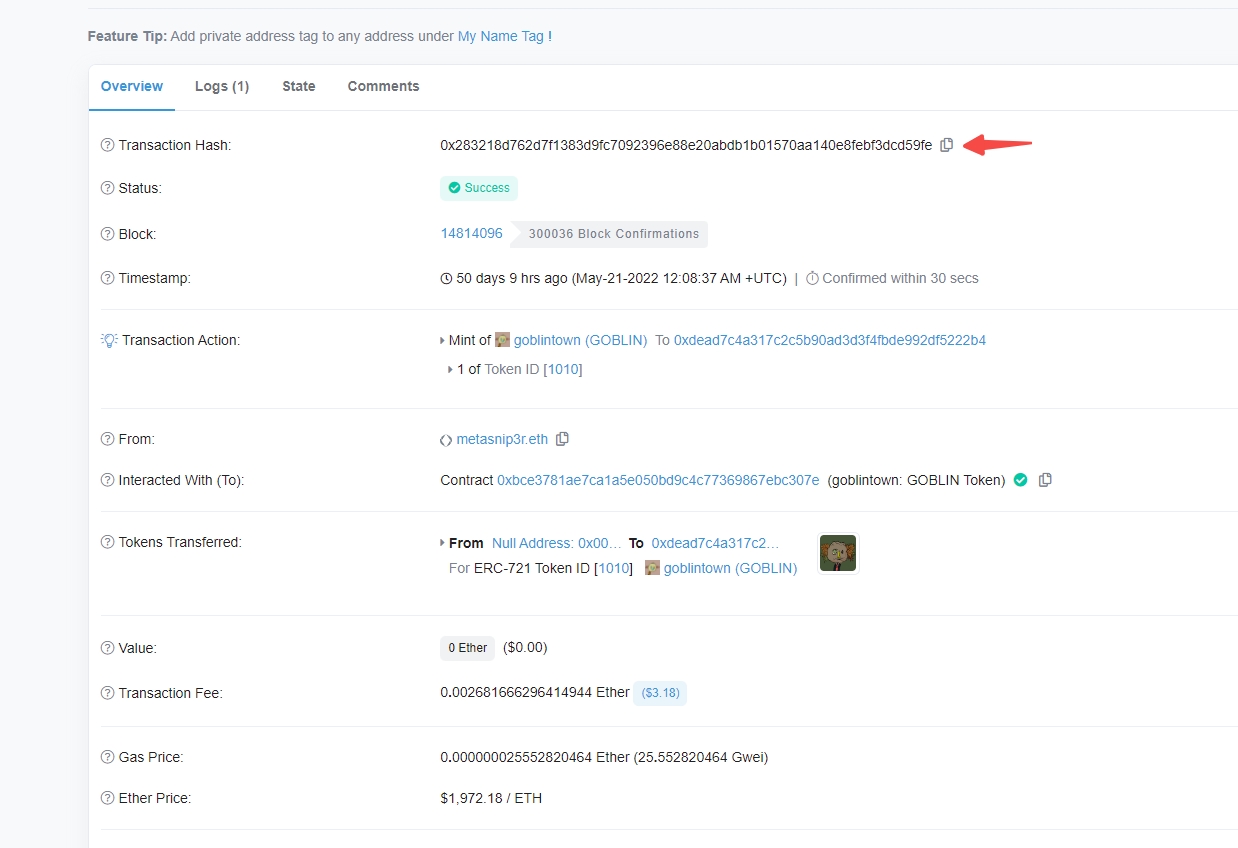 Feature Tip: Add private address tag to any address under My Name Tag !
Overview Logs (1) State Comments
Transaction Hash: 0x283218d762d7f1383d9fc7092396e88e20abdb1b01570aa140e8febf3dcd59fe
Status: Success
Block: 14814096 300036 Block Confirmations
Timestamp: 50 days 9 hrs ago (May-21-2022 12:08:37 AM +UTC) | Confirmed within 30 secs
Transaction Action: Mint of goblintown (GOBLIN) To 0xdead7c4a317c2c5b90ad3d3f4fbde992df5222b4
1 of Token ID [1010]
From: metasnip3r.eth
Interacted With (To): Contract 0xbce3781ae7ca1a5e050bd9c4c77369867ebc307e (goblintown: GOBLIN Token)
Tokens Transferred: From Null Address: 0x00... To 0xdead7c4a317c2...
For ERC-721 Token ID [1010] goblintown (GOBLIN)
Value: 0 Ether ($0.00)
Transaction Fee: 0.002681666296414944 Ether ($3.18)
Gas Price: 0.000000025552820464 Ether (25.552820464 Gwei)
Ether Price: $1,972.18 / ETH